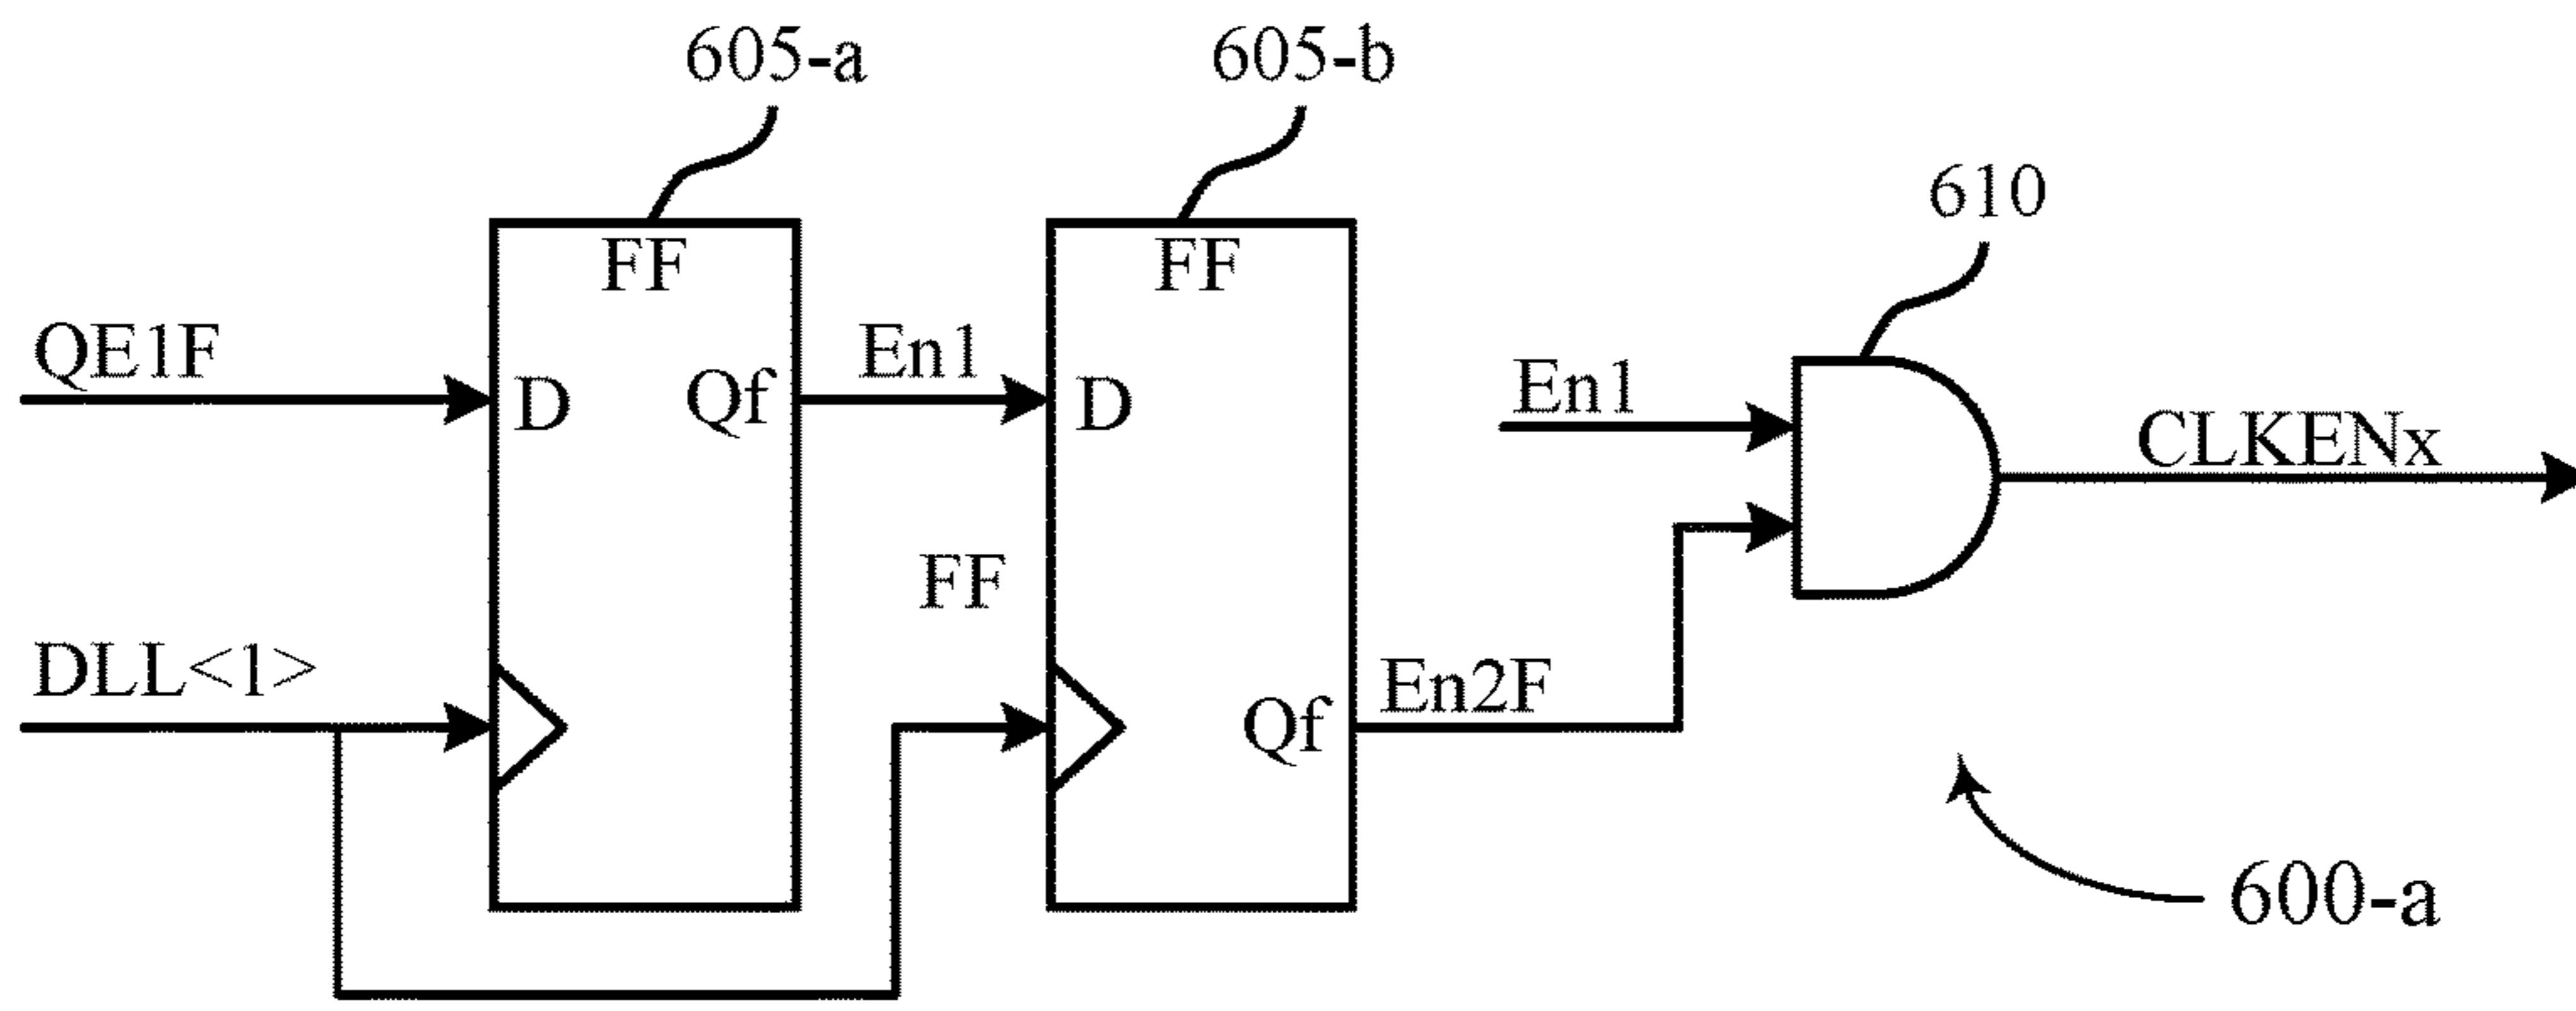 605-a
605-b
610
FF
FF
QE1F
D
Qf
En1
D
En1
CLKENx
FF
DLL<1>
Qf
En2F
600-a